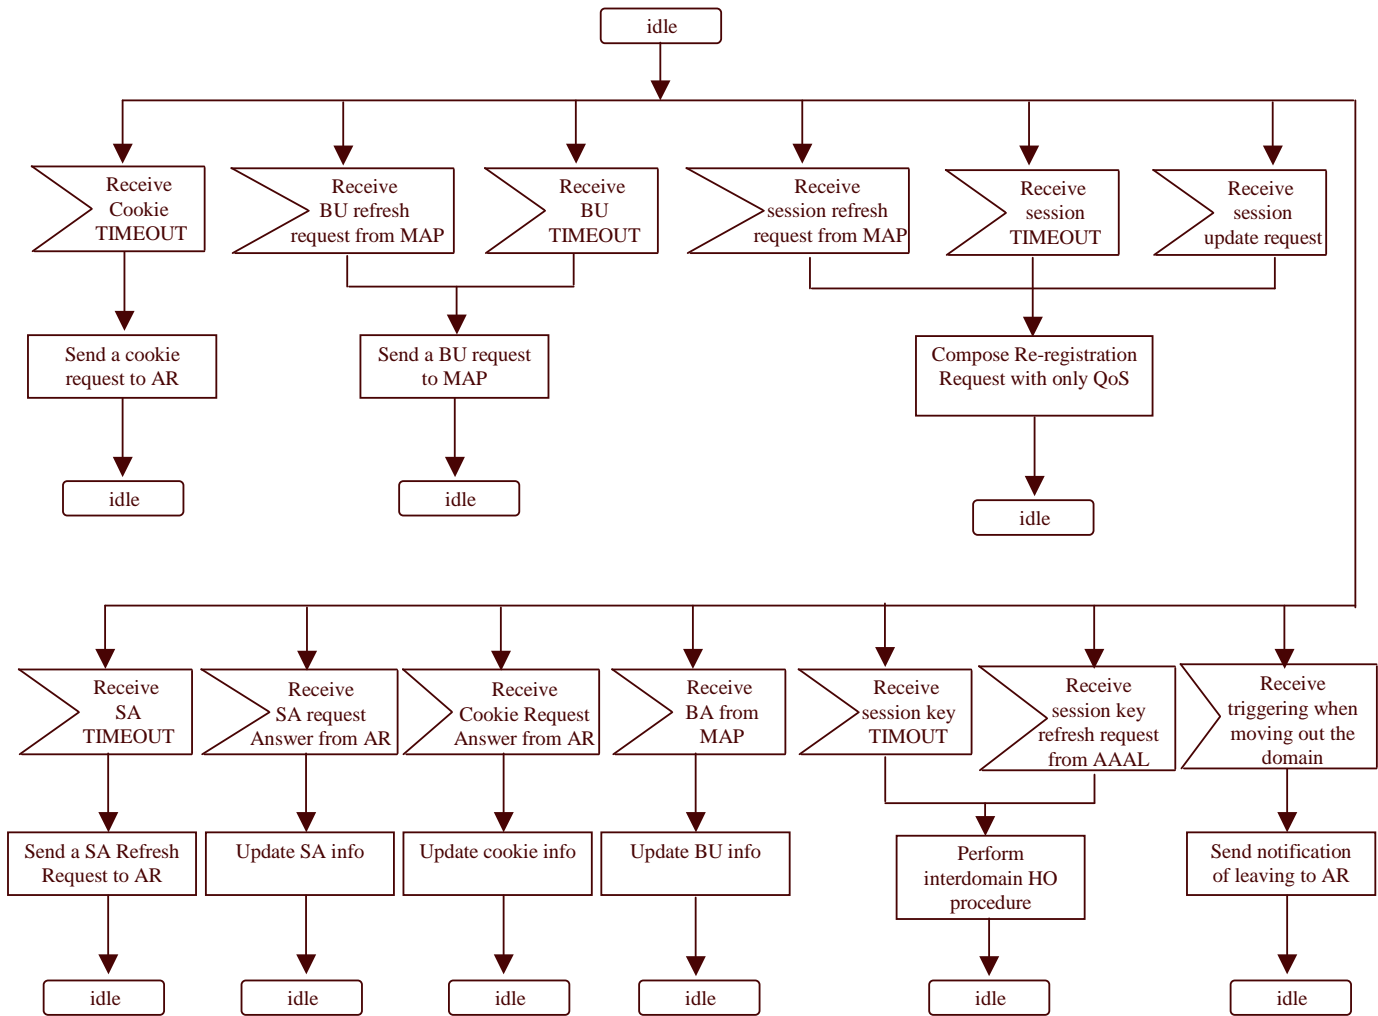 idle
Receive
Cookie
TIMEOUT
Receive
BU refresh
request from MAP
Receive
BU
TIMEOUT
Receive
session refresh
request from MAP
Receive
session
TIMEOUT
Receive
session
update request
Send a cookie
request to AR
Send a BU request
to MAP
Compose Re-registration
Request with only QoS
idle
idle
idle
Receive
SA
TIMEOUT
Receive
SA request
Answer from AR
Receive
Cookie Request
Answer from AR
Receive
BA from
MAP
Receive
session key
TIMOUT
Receive
session key
refresh request
from AAAL
Receive
triggering when
moving out the
domain
Send a SA Refresh
Request to AR
Update SA info
Update cookie info
Update BU info
Perform
interdomain HO
procedure
Send notification
of leaving to AR
idle
idle
idle
idle
idle
idle